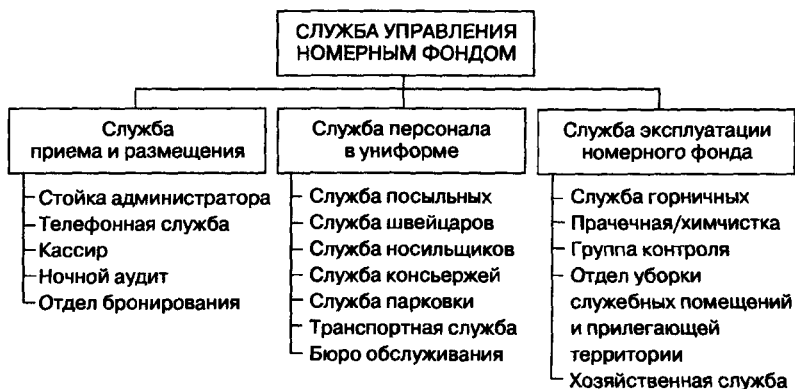 СЛУЖБА УПРАВЛЕНИЯ
НОМЕРНЫМ ФОНДОМ
Служба
приема и размещения
Стойка администратора
Телефонная служба
Кассир
Ночной аудит
Отдел бронирования
Служба персонала
в униформе
Служба посыльных
Служба швейцаров
Служба носильщиков
Служба консьержей
Служба парковки
Транспортная служба
Бюро обслуживания
Служба эксплуатации
номерного фонда
Служба горничных
Прачечная/химчистка
Группа контроля
Отдел уборки
служебных помещений
и прилегающей
территории
Хозяйственная служба